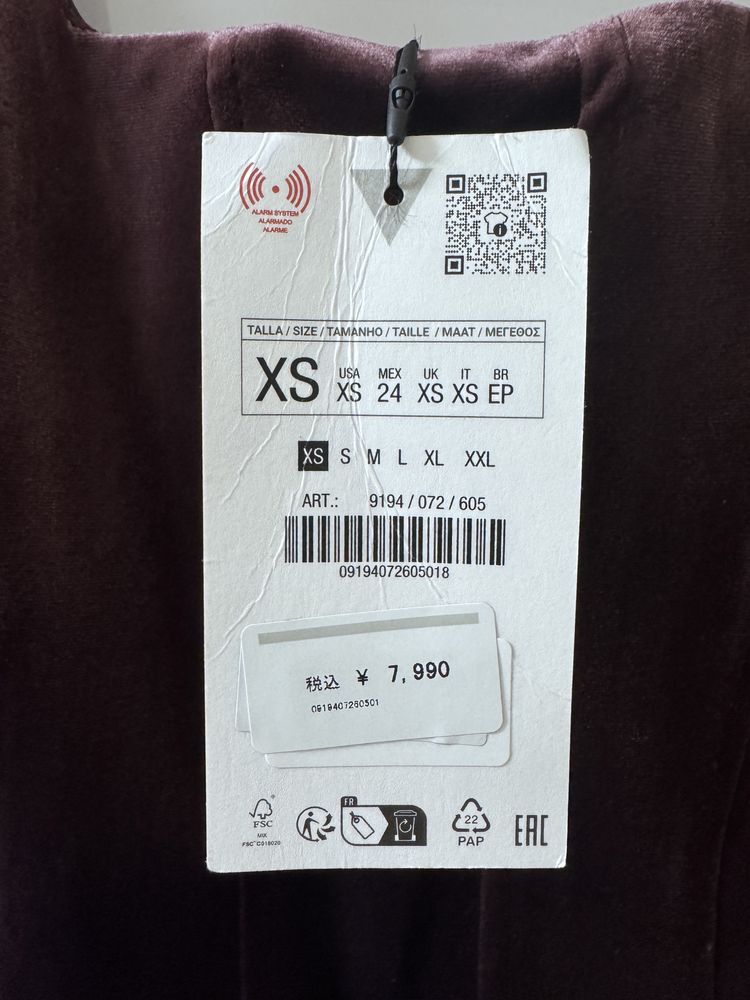 ALARM SYSTEM
ALARMADO
ALARME
TALLA / SIZE / TAMANHO / TAILLE / MAAT / ΜΕΓΕΘΟΣ
XS
USA MEX UK IT BR
XS 24 XS XS EP
XS S M L XL XXL
ART.: 9194 / 072 / 605
09194072605018
税込 ¥ 7,990
0919407260501
FR
FSC
MIX
FSC™ C018020
22
PAP
EAC